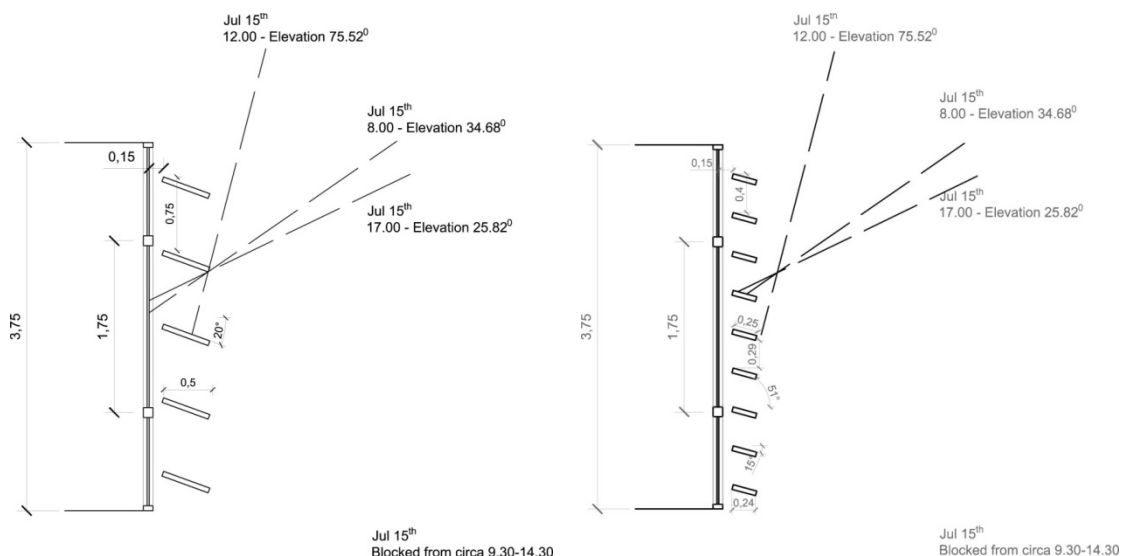 Jul 15th
12.00 - Elevation 75.52⁰
Jul 15th
8.00 - Elevation 34.68⁰
0,15
0,75
Jul 15th
17.00 - Elevation 25.82⁰
3,75
1,75
20°
0,5
Jul 15th
Blocked from circa 9.30-14.30
Jul 15th
12.00 - Elevation 75.52⁰
Jul 15th
8.00 - Elevation 34.68⁰
0,15
0,4
Jul 15th
17.00 - Elevation 25.82⁰
3,75
1,75
0,25
0,29
51°
15°
0,24
Jul 15th
Blocked from circa 9.30-14.30